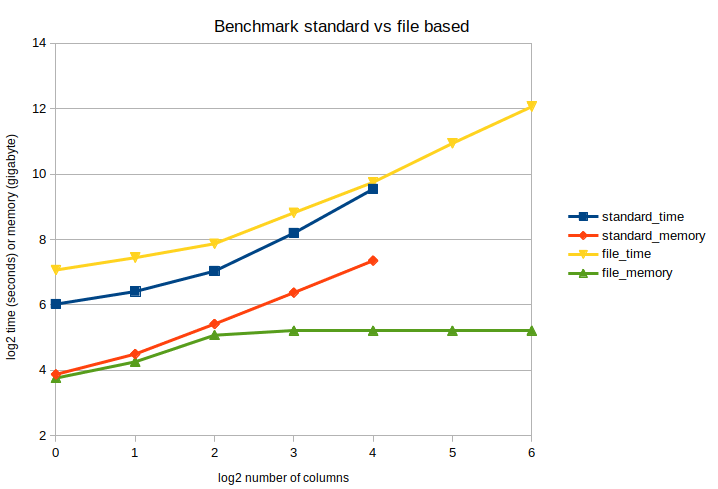 Benchmark standard vs file based
14
12
10
8
6
4
2
log2 time (seconds) or memory (gigabyte)
0 1 2 3 4 5 6
log2 number of columns
standard_time
standard_memory
file_time
file_memory